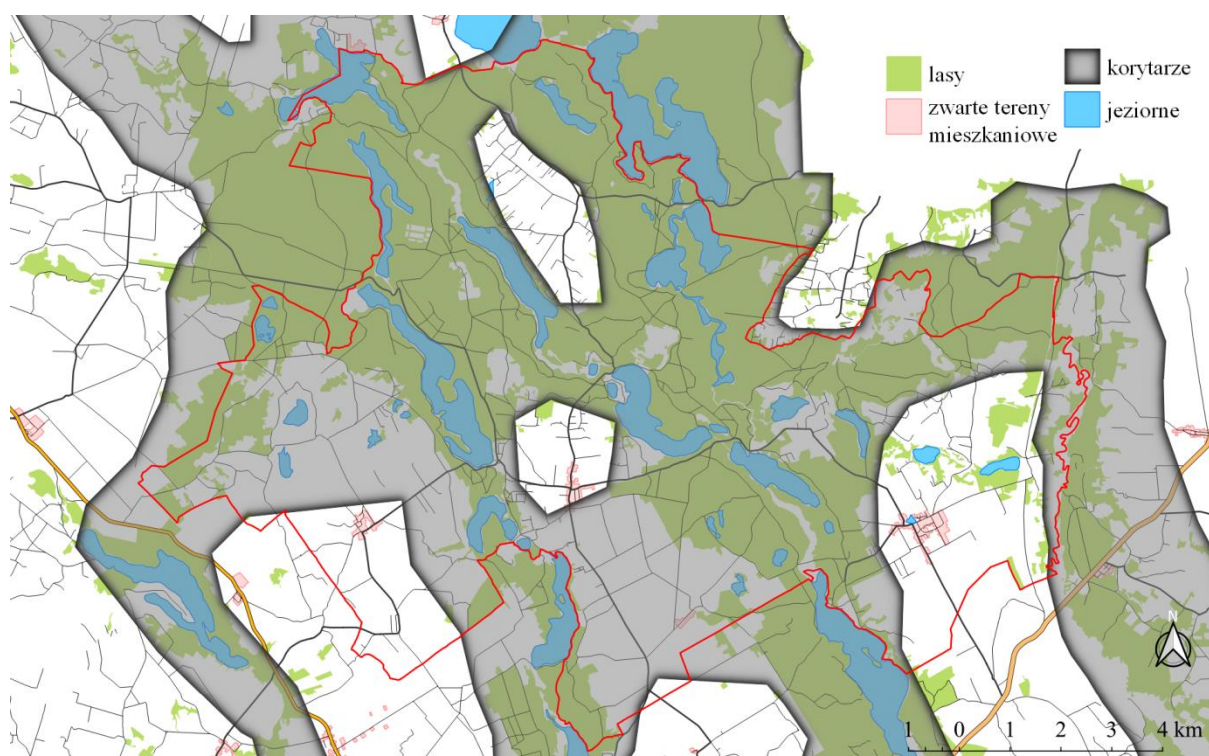 lasy
zwarte tereny
mieszkaniowe
korytarze
jeziorne
N
1 0 1 2 3 4 km